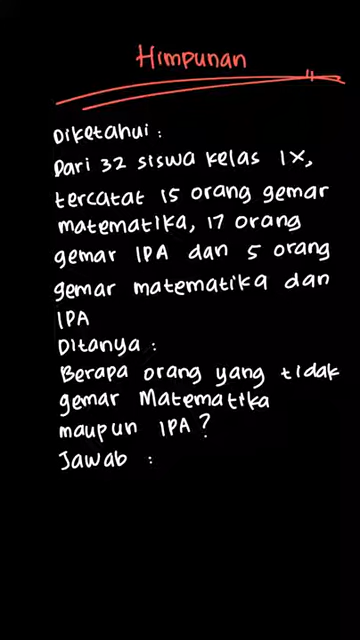 Himpunan
Diketahui :
Dari 32 siswa kelas IX,
tercatat 15 orang gemar
matematika, 17 orang
gemar IPA dan 5 orang
gemar matematika dan
IPA
Ditanya :
Berapa orang yang tidak
gemar Matematika
maupun IPA ?
Jawab :